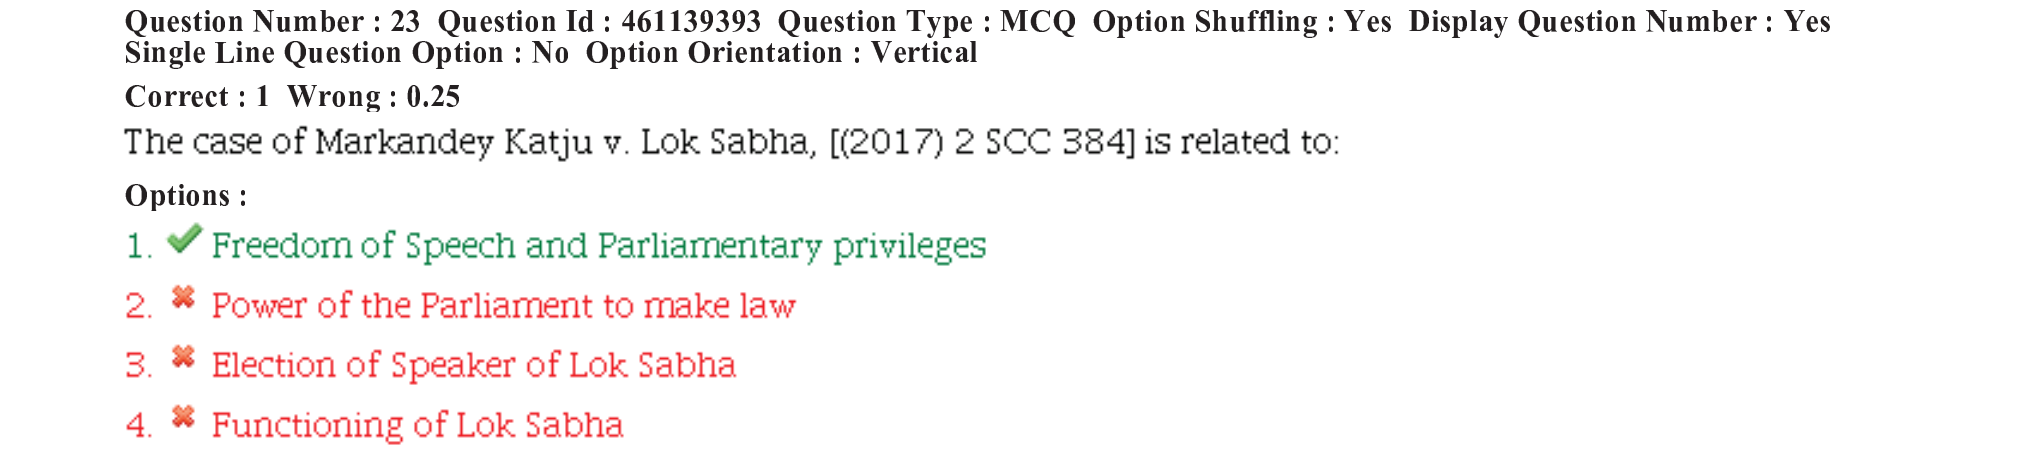 Question Number : 23 Question Id : 461139393 Question Type : MCQ Option Shuffling : Yes Display Question Number : Yes
Single Line Question Option : No Option Orientation : Vertical
Correct : 1 Wrong : 0.25
The case of Markandey Katju v. Lok Sabha, [(2017) 2 SCC 384] is related to:
Options :
1. Freedom of Speech and Parliamentary privileges
2. Power of the Parliament to make law
3. Election of Speaker of Lok Sabha
4. Functioning of Lok Sabha